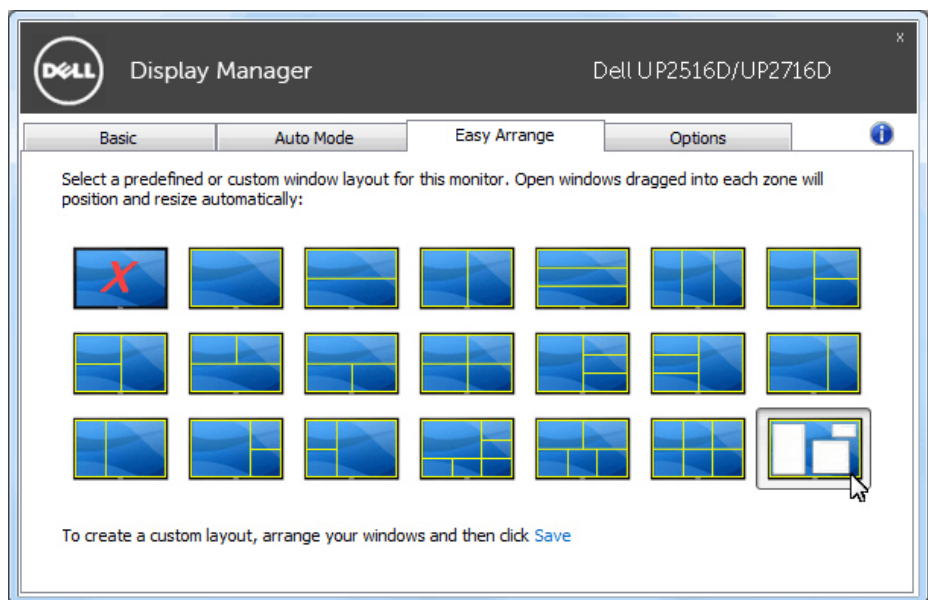 x
DELL
Display Manager
Dell UP2516D/UP2716D
Basic
Auto Mode
Easy Arrange
Options
i
Select a predefined or custom window layout for this monitor. Open windows dragged into each zone will
position and resize automatically:
X
To create a custom layout, arrange your windows and then click Save